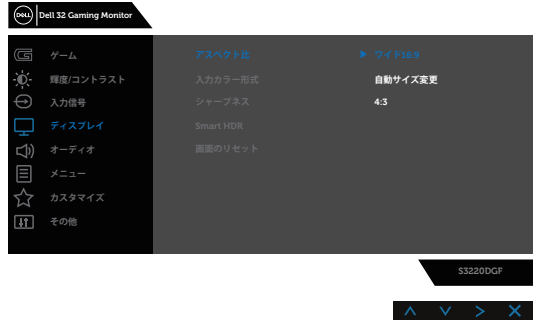 DELL Dell 32 Gaming Monitor
ゲーム
輝度/コントラスト
入力信号
ディスプレイ
オーディオ
メニュー
カスタマイズ
その他
アスペクト比
入力カラー形式
シャープネス
Smart HDR
画面のリセット
ワイド16:9
自動サイズ変更
4:3
S3220DGF